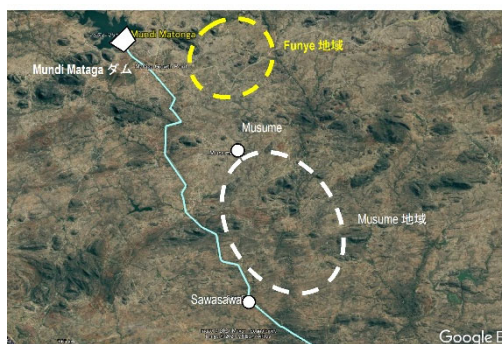 Mundi Matonga
Funye 地域
Mundi Mataga ダム
Musume
Musume 地域
Sawasawa
Google E